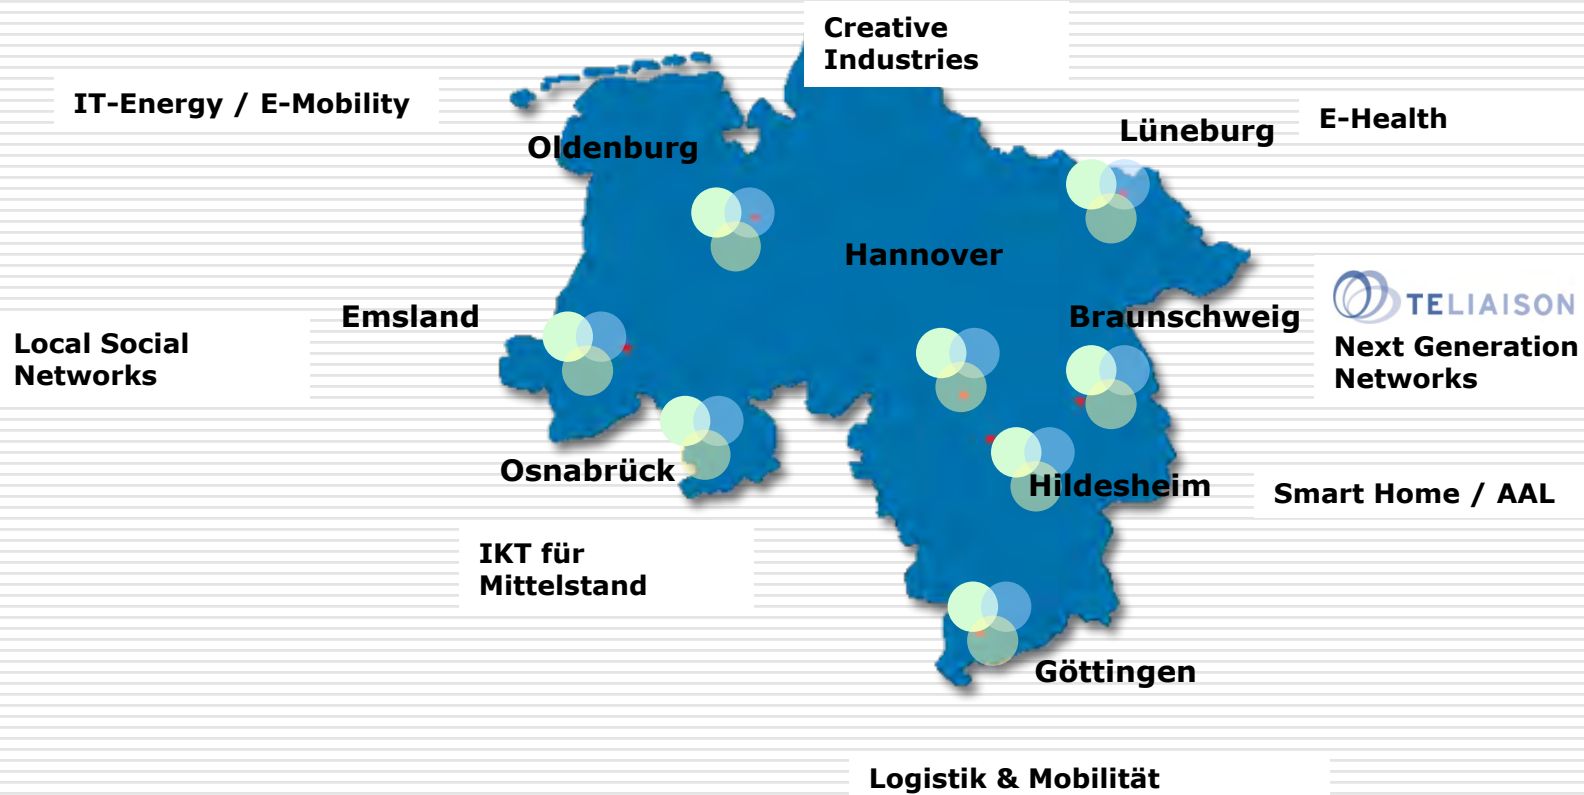 Creative
Industries
IT-Energy / E-Mobility
E-Health
Lüneburg
Oldenburg
Hannover
Emsland
Braunschweig
TELIAISON
Next Generation
Networks
Local Social
Networks
Osnabrück
Hildesheim
Smart Home / AAL
IKT für
Mittelstand
Göttingen
Logistik & Mobilität